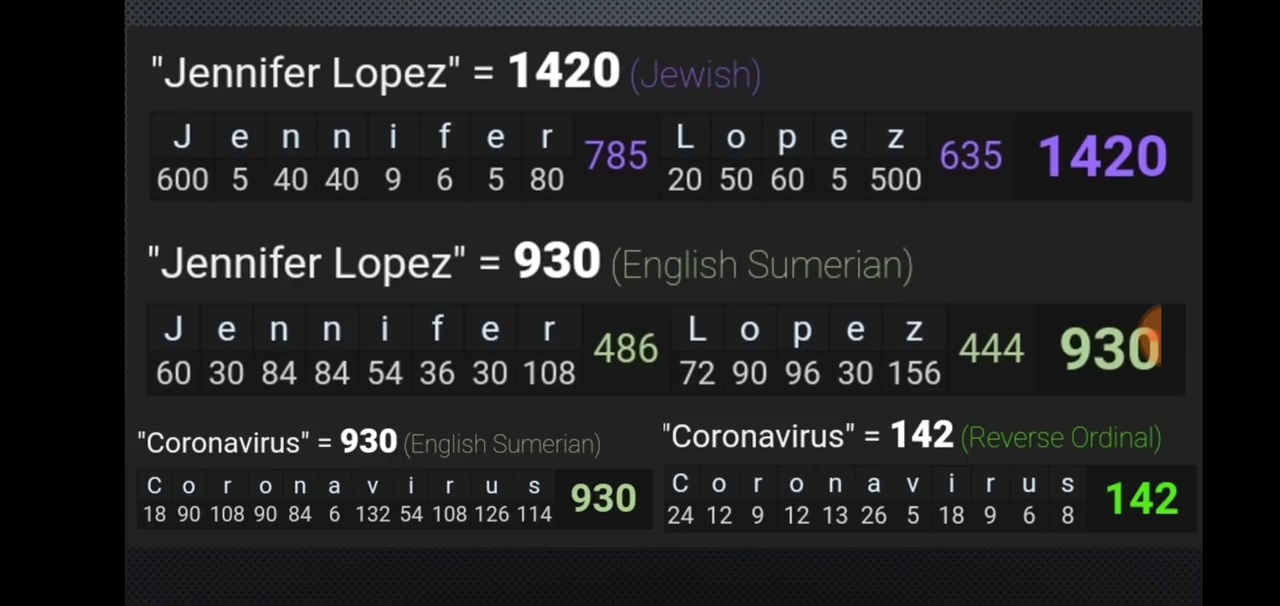 "Jennifer Lopez" = 1420 (Jewish)
J e n n i f e r 785 L o p e z 635 1420
600 5 40 40 9 6 5 80 20 50 60 5 500
"Jennifer Lopez" = 930 (English Sumerian)
J e n n i f e r 486 L o p e z 444 930
60 30 84 84 54 36 30 108 72 90 96 30 156
"Coronavirus" = 930 (English Sumerian)
C o r o n a v i r u s 930
18 90 108 90 84 6 132 54 108 126 114
"Coronavirus" = 142 (Reverse Ordinal)
C o r o n a v i r u s 142
24 12 9 12 13 26 5 18 9 6 8